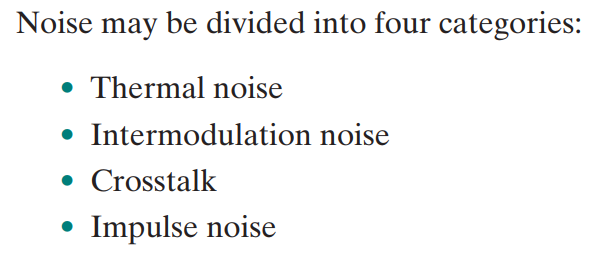 Noise may be divided into four categories:
• Thermal noise
• Intermodulation noise
• Crosstalk
• Impulse noise